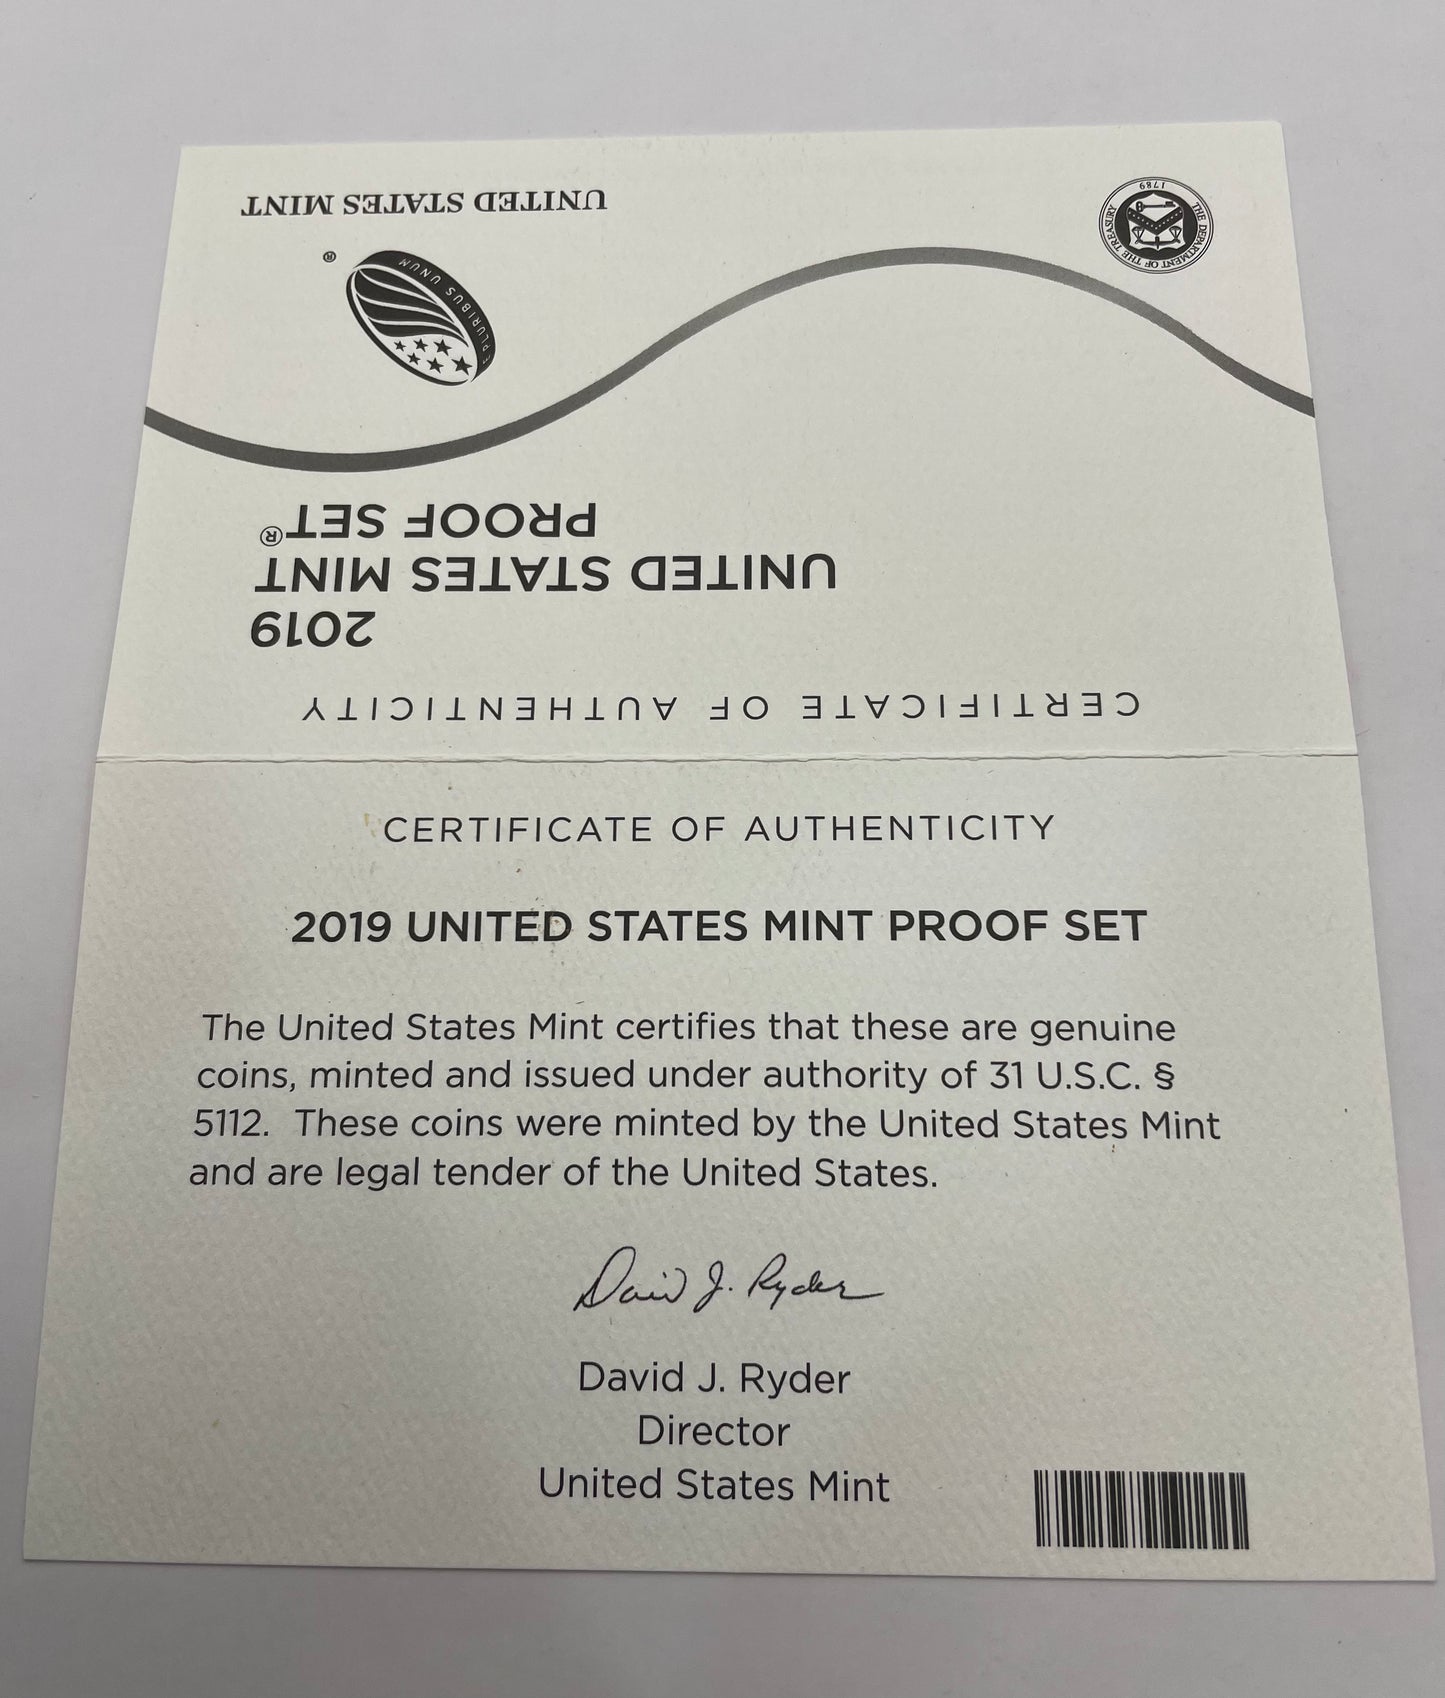 UNITED STATES MINT
®
E PLURIBUS UNUM
THE DEPARTMENT OF THE TREASURY
1789
CERTIFICATE OF AUTHENTICITY
2019
UNITED STATES MINT
PROOF SET®
CERTIFICATE OF AUTHENTICITY
2019 UNITED STATES MINT PROOF SET
The United States Mint certifies that these are genuine
coins, minted and issued under authority of 31 U.S.C. §
5112. These coins were minted by the United States Mint
and are legal tender of the United States.
David J. Ryder
David J. Ryder
Director
United States Mint